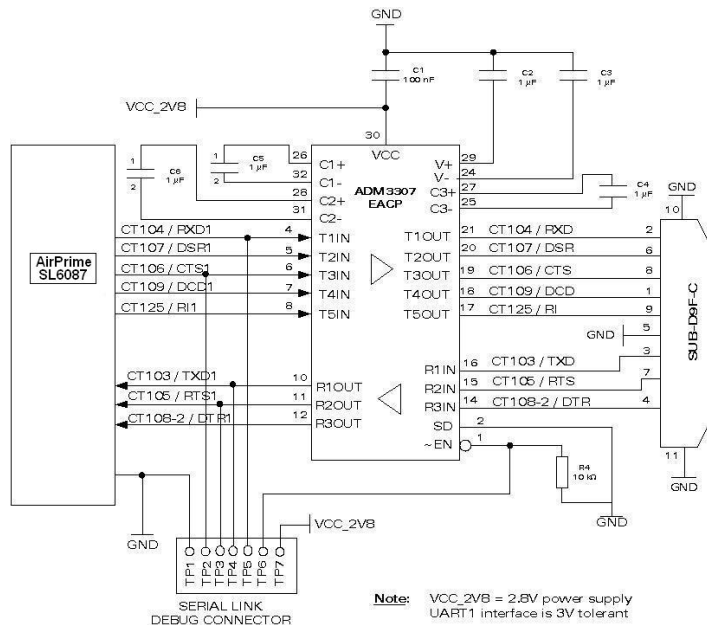 GND
C1
100 nF
C2
1 µF
C3
1 µF
VCC_2V8
30
VCC
1
C6
1 µF
2
1
C5
1 µF
2
26
C1+
32
C1-
28
C2+
31
C2-
ADM3307
EACP
V+
29
V-
24
C3+
27
C3-
25
C4
1 µF
GND
10
AirPrime
SL6087
CT104 / RXD1
4
T1IN
T1OUT
21
CT104 / RXD
2
CT107 / DSR1
5
T2IN
T2OUT
20
CT107 / DSR
6
CT106 / CTS1
6
T3IN
T3OUT
19
CT106 / CTS
8
CT109 / DCD1
7
T4IN
T4OUT
18
CT109 / DCD
1
CT125 / RI1
8
T5IN
T5OUT
17
CT125 / RI
9
GND
5
SUB-D9F-C
CT103 / TXD1
10
R1OUT
R1IN
16
CT103 / TXD
3
CT105 / RTS1
11
R2OUT
R2IN
15
CT105 / RTS
7
CT108-2 / DTR1
12
R3OUT
R3IN
14
CT108-2 / DTR
4
SD
2
~EN
1
R4
10 kΩ
11
GND
GND
GND
VCC_2V8
TP1
TP2
TP3
TP4
TP5
TP6
TP7
SERIAL LINK
DEBUG CONNECTOR
Note: VCC_2V8 = 2.8V power supply
UART1 interface is 3V tolerant